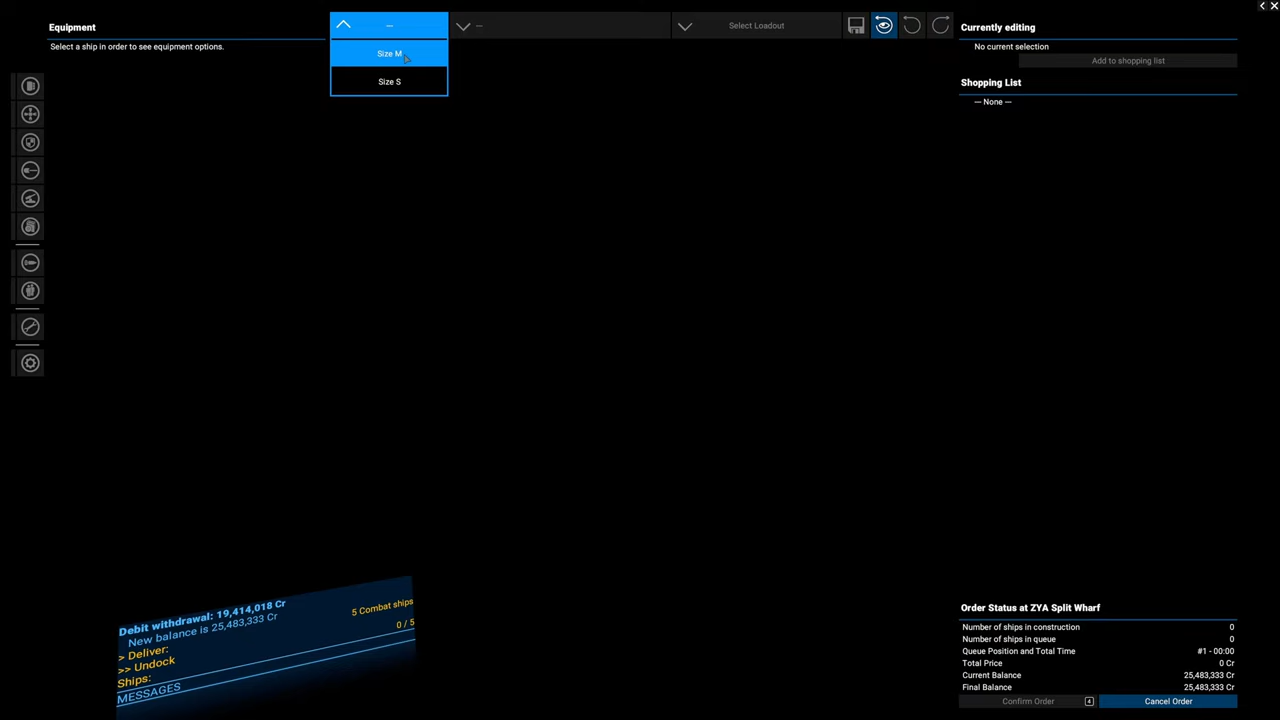 Equipment
Select a ship in order to see equipment options.
—
Size M
Size S
—
Select Loadout
Currently editing
No current selection
Add to shopping list
Shopping List
— None —
Debit withdrawal: 19,414,018 Cr
New balance is 25,483,333 Cr
> Deliver:
5 Combat ships
>> Undock
0 / 5
Ships:
MESSAGES
Order Status at ZYA Split Wharf
Number of ships in construction 0
Number of ships in queue 0
Queue Position and Total Time #1 - 00:00
Total Price 0 Cr
Current Balance 25,483,333 Cr
Final Balance 25,483,333 Cr
Confirm Order 4
Cancel Order